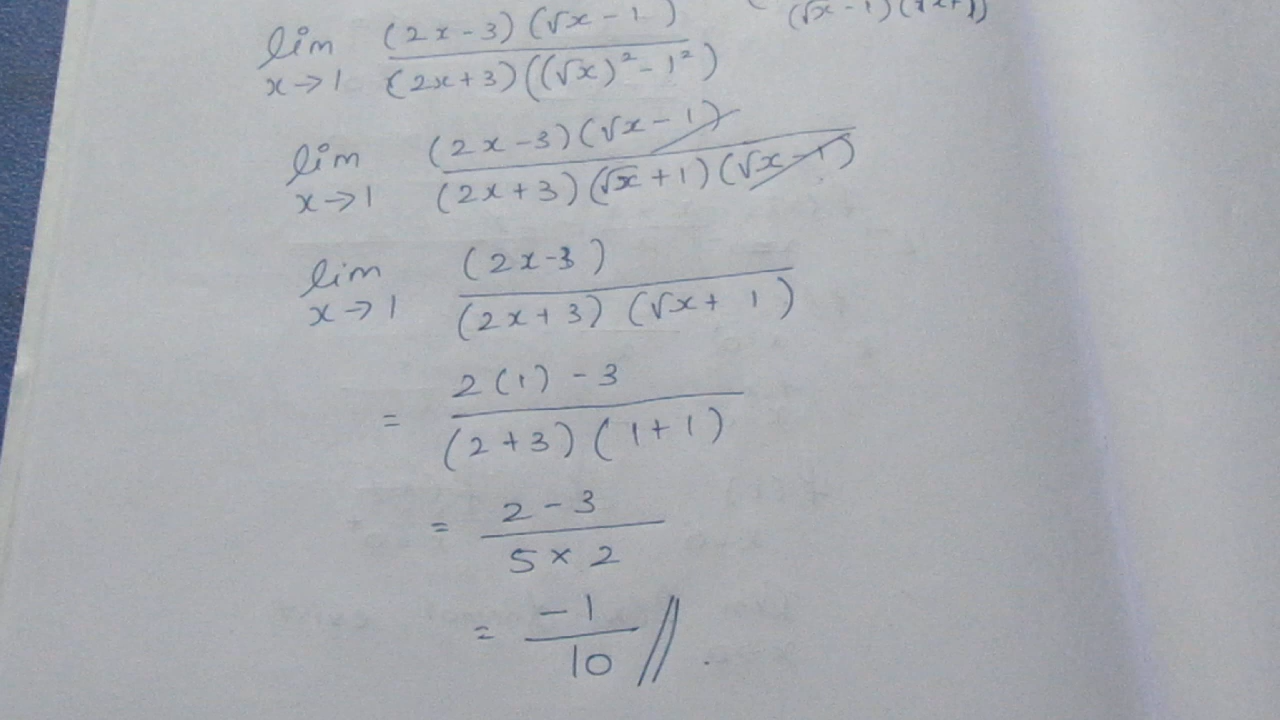 (√x - 1)(√x+1)
lim x→1 (2x-3)(√x-1) / (2x+3)((√x)² - 1²)
lim x→1 (2x-3)(√x-1) / (2x+3)(√x+1)(√x-1)
lim x→1 (2x-3) / (2x+3)(√x+1)
= 2(1)-3 / (2+3)(1+1)
= 2-3 / 5×2
= -1 / 10 //.